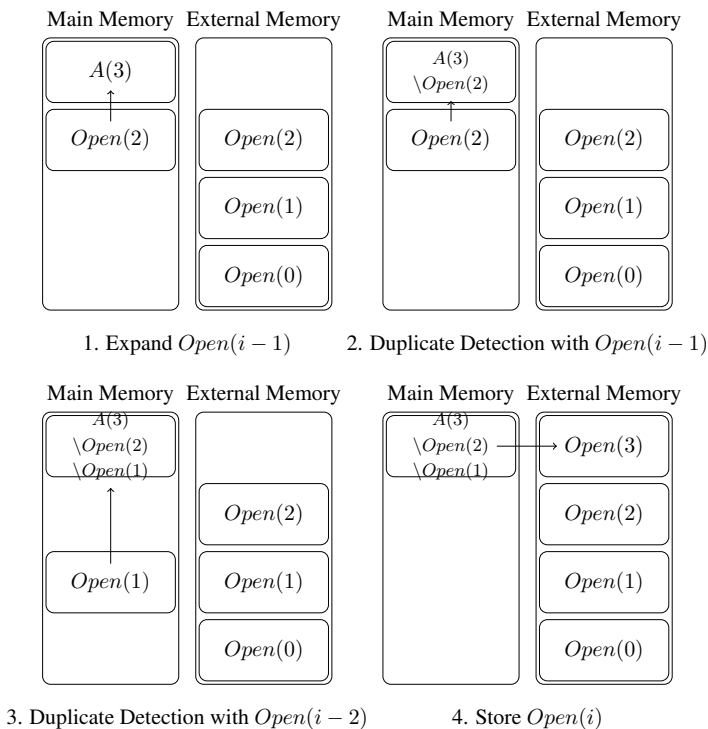 Main Memory External Memory
A(3)
Open(2)
Open(2)
Open(1)
Open(0)
1. Expand Open(i − 1)
Main Memory External Memory
A(3)
\Open(2)
Open(2)
Open(2)
Open(1)
Open(0)
2. Duplicate Detection with Open(i − 1)
Main Memory External Memory
A(3)
\Open(2)
\Open(1)
Open(1)
Open(2)
Open(1)
Open(0)
3. Duplicate Detection with Open(i − 2)
Main Memory External Memory
A(3)
\Open(2)
\Open(1)
Open(3)
Open(2)
Open(1)
Open(0)
4. Store Open(i)